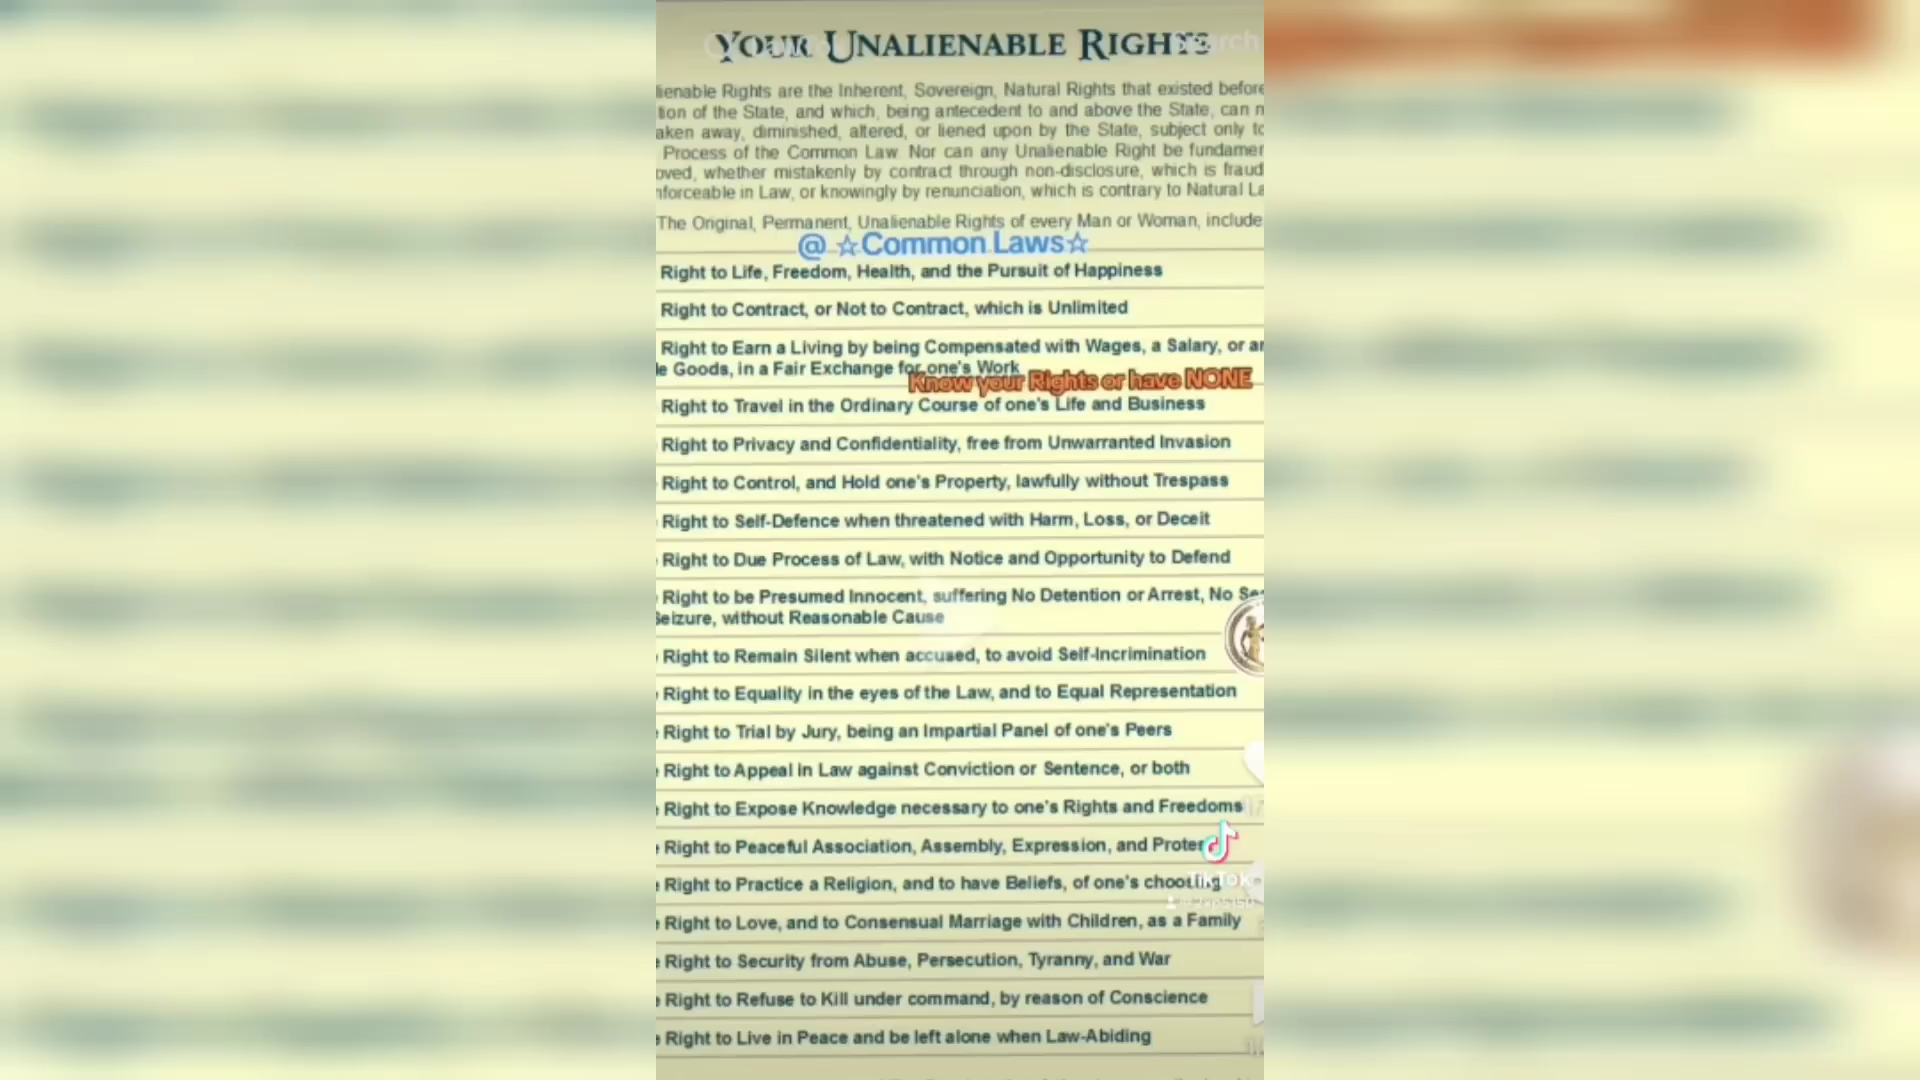 YOUR UNALIENABLE RIGHTS
lienable Rights are the Inherent, Sovereign, Natural Rights that existed before
tion of the State, and which, being antecedent to and above the State, can n
aken away, diminished, altered, or liened upon by the State, subject only to
Process of the Common Law. Nor can any Unalienable Right be fundamen
oved, whether mistakenly by contract through non-disclosure, which is fraud
nforceable in Law, or knowingly by renunciation, which is contrary to Natural La
The Original, Permanent, Unalienable Rights of every Man or Woman, include
@ ☆Common Laws☆
Right to Life, Freedom, Health, and the Pursuit of Happiness
Right to Contract, or Not to Contract, which is Unlimited
Right to Earn a Living by being Compensated with Wages, a Salary, or an
le Goods, in a Fair Exchange for one's Work
Know your Rights or have NONE
Right to Travel in the Ordinary Course of one's Life and Business
Right to Privacy and Confidentiality, free from Unwarranted Invasion
Right to Control, and Hold one's Property, lawfully without Trespass
Right to Self-Defence when threatened with Harm, Loss, or Deceit
Right to Due Process of Law, with Notice and Opportunity to Defend
Right to be Presumed Innocent, suffering No Detention or Arrest, No Sea
Seizure, without Reasonable Cause
Right to Remain Silent when accused, to avoid Self-Incrimination
Right to Equality in the eyes of the Law, and to Equal Representation
Right to Trial by Jury, being an Impartial Panel of one's Peers
Right to Appeal in Law against Conviction or Sentence, or both
Right to Expose Knowledge necessary to one's Rights and Freedoms
Right to Peaceful Association, Assembly, Expression, and Protes
TikTok
Right to Practice a Religion, and to have Beliefs, of one's choosing
Right to Love, and to Consensual Marriage with Children, as a Family
Right to Security from Abuse, Persecution, Tyranny, and War
Right to Refuse to Kill under command, by reason of Conscience
Right to Live in Peace and be left alone when Law-Abiding